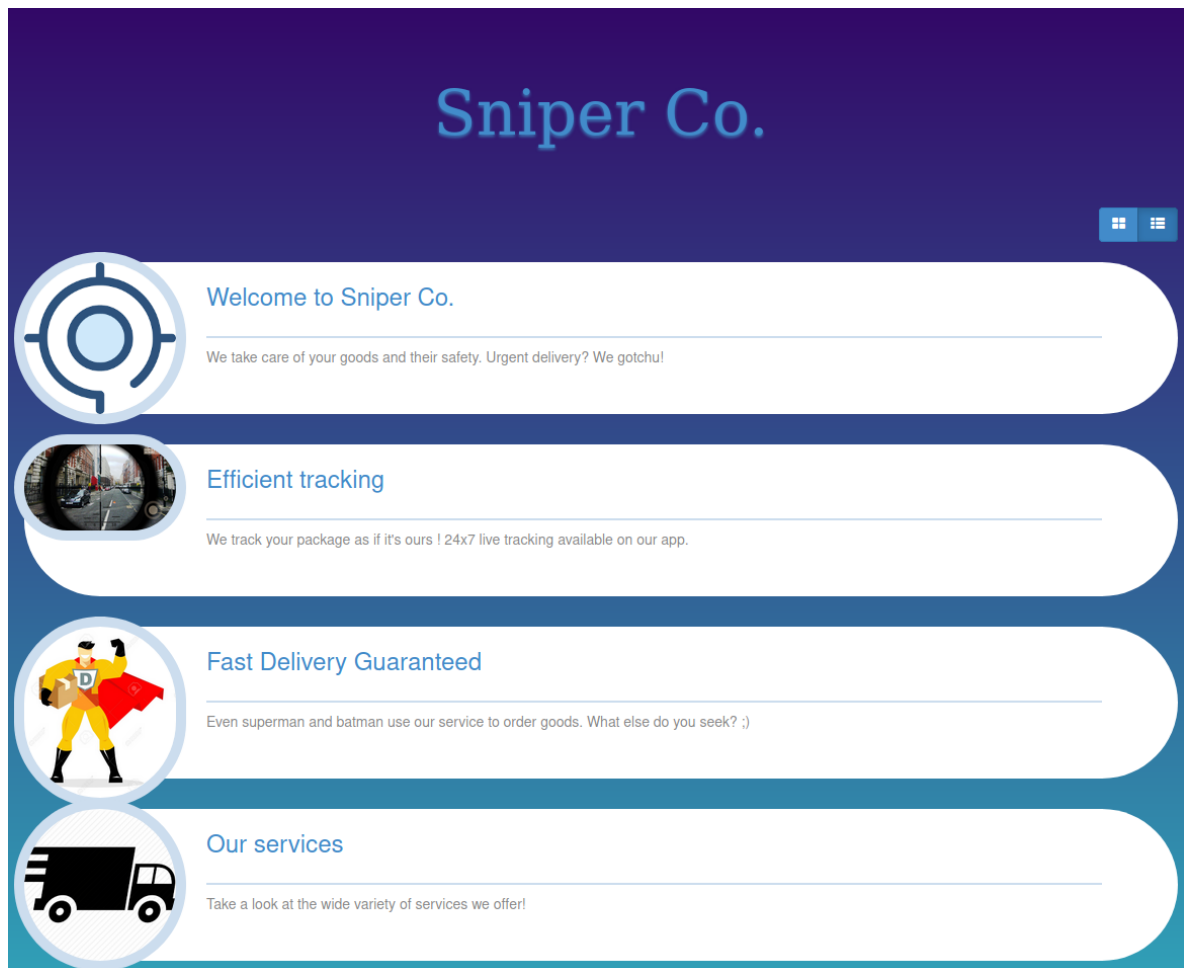 Sniper Co.
Welcome to Sniper Co.
We take care of your goods and their safety. Urgent delivery? We gotchu!
Efficient tracking
We track your package as if it's ours ! 24x7 live tracking available on our app.
Fast Delivery Guaranteed
D
Even superman and batman use our service to order goods. What else do you seek? ;)
Our services
Take a look at the wide variety of services we offer!